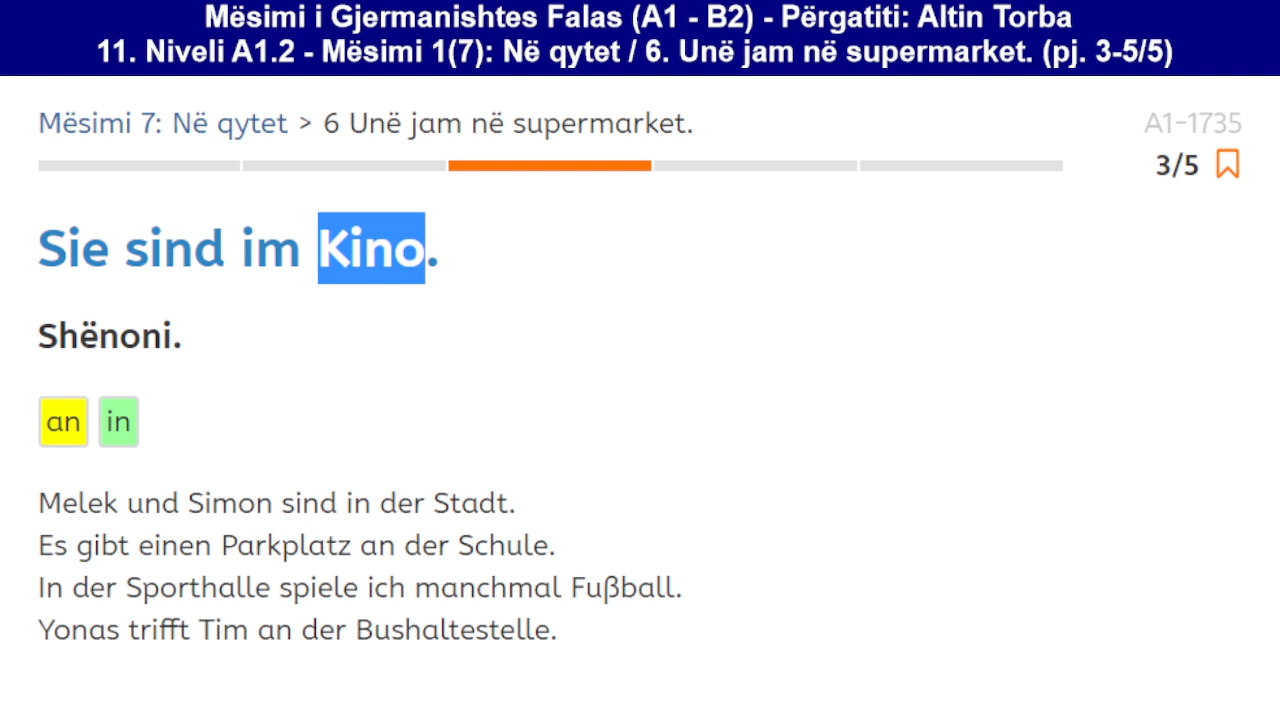 Mësimi i Gjermanishtes Falas (A1 - B2) - Përgatiti: Altin Torba
11. Niveli A1.2 - Mësimi 1(7): Në qytet / 6. Unë jam në supermarket. (pj. 3-5/5)
Mësimi 7: Në qytet > 6 Unë jam në supermarket.
A1-1735
3/5
Sie sind im Kino.
Shënoni.
an in
Melek und Simon sind in der Stadt.
Es gibt einen Parkplatz an der Schule.
In der Sporthalle spiele ich manchmal Fußball.
Yonas trifft Tim an der Bushaltestelle.